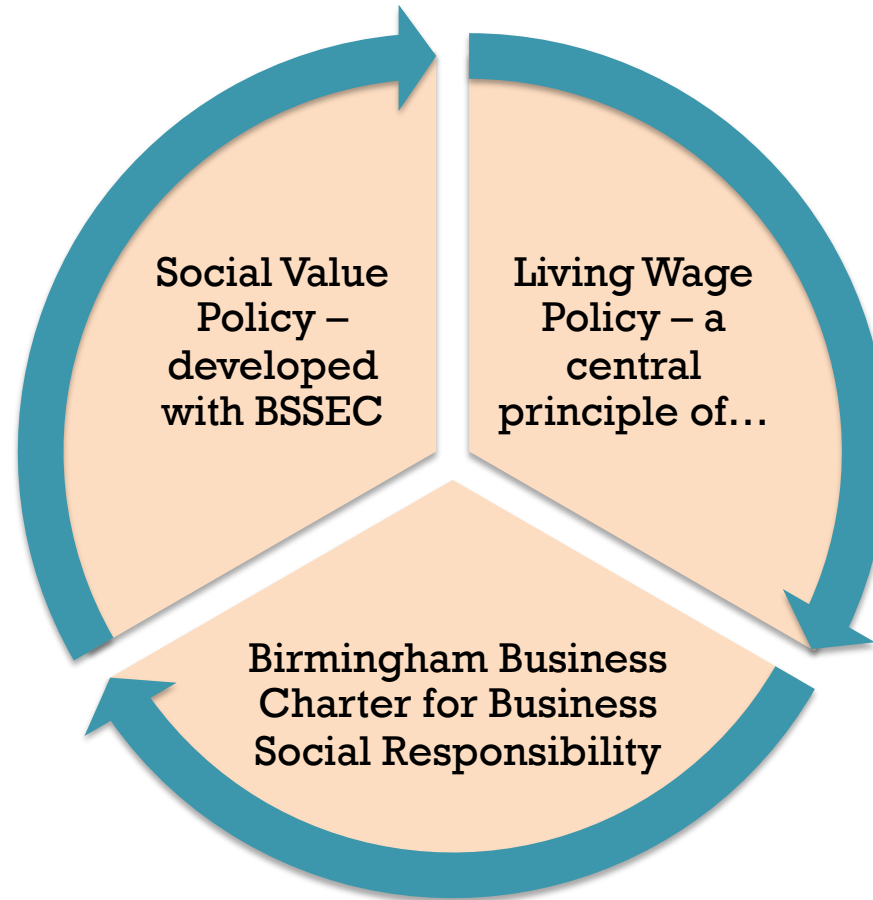 Social Value
Policy –
developed
with BSSEC
Living Wage
Policy – a
central
principle of…
Birmingham Business
Charter for Business
Social Responsibility